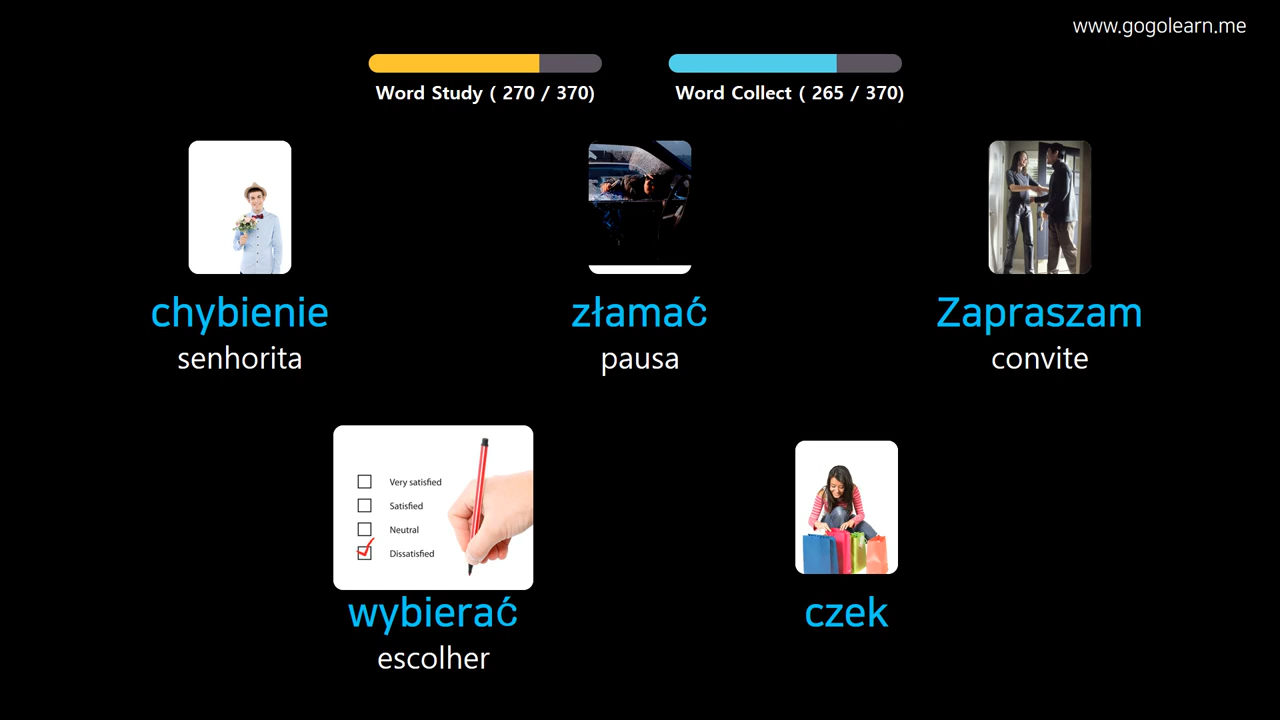 www.gogolearn.me
Word Study ( 270 / 370)
Word Collect ( 265 / 370)
chybienie
senhorita
złamać
pausa
Zapraszam
convite
Very satisfied
Satisfied
Neutral
Dissatisfied
wybierać
escolher
czek